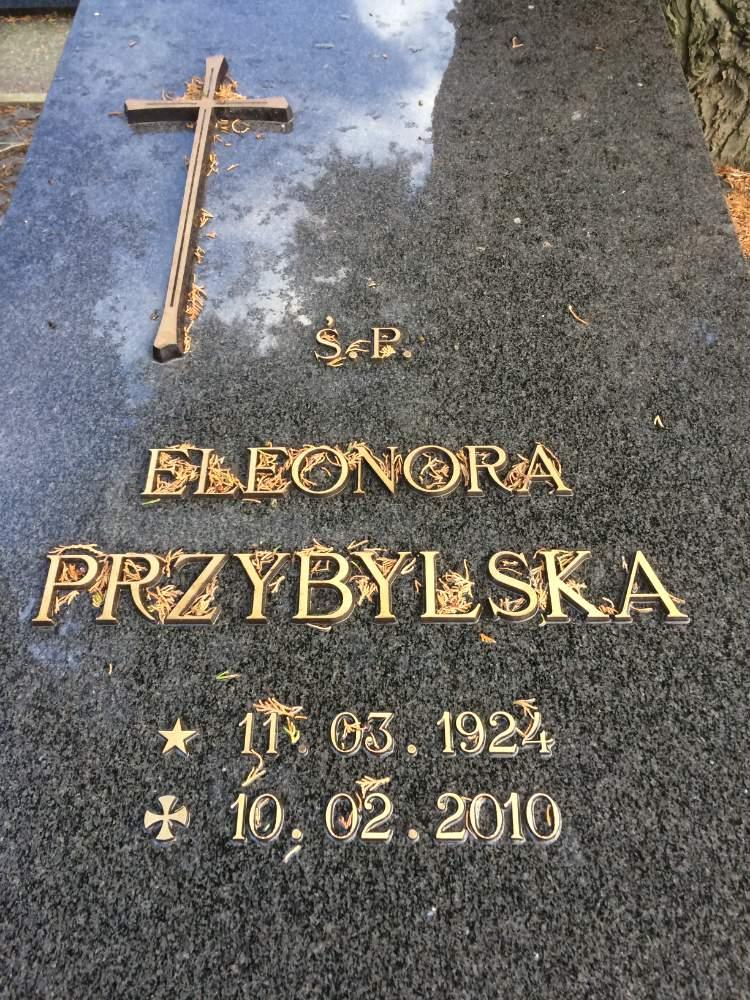 Ś.P.
ELEONORA
PRZYBYLSKA
11.03.1924
10.02.2010